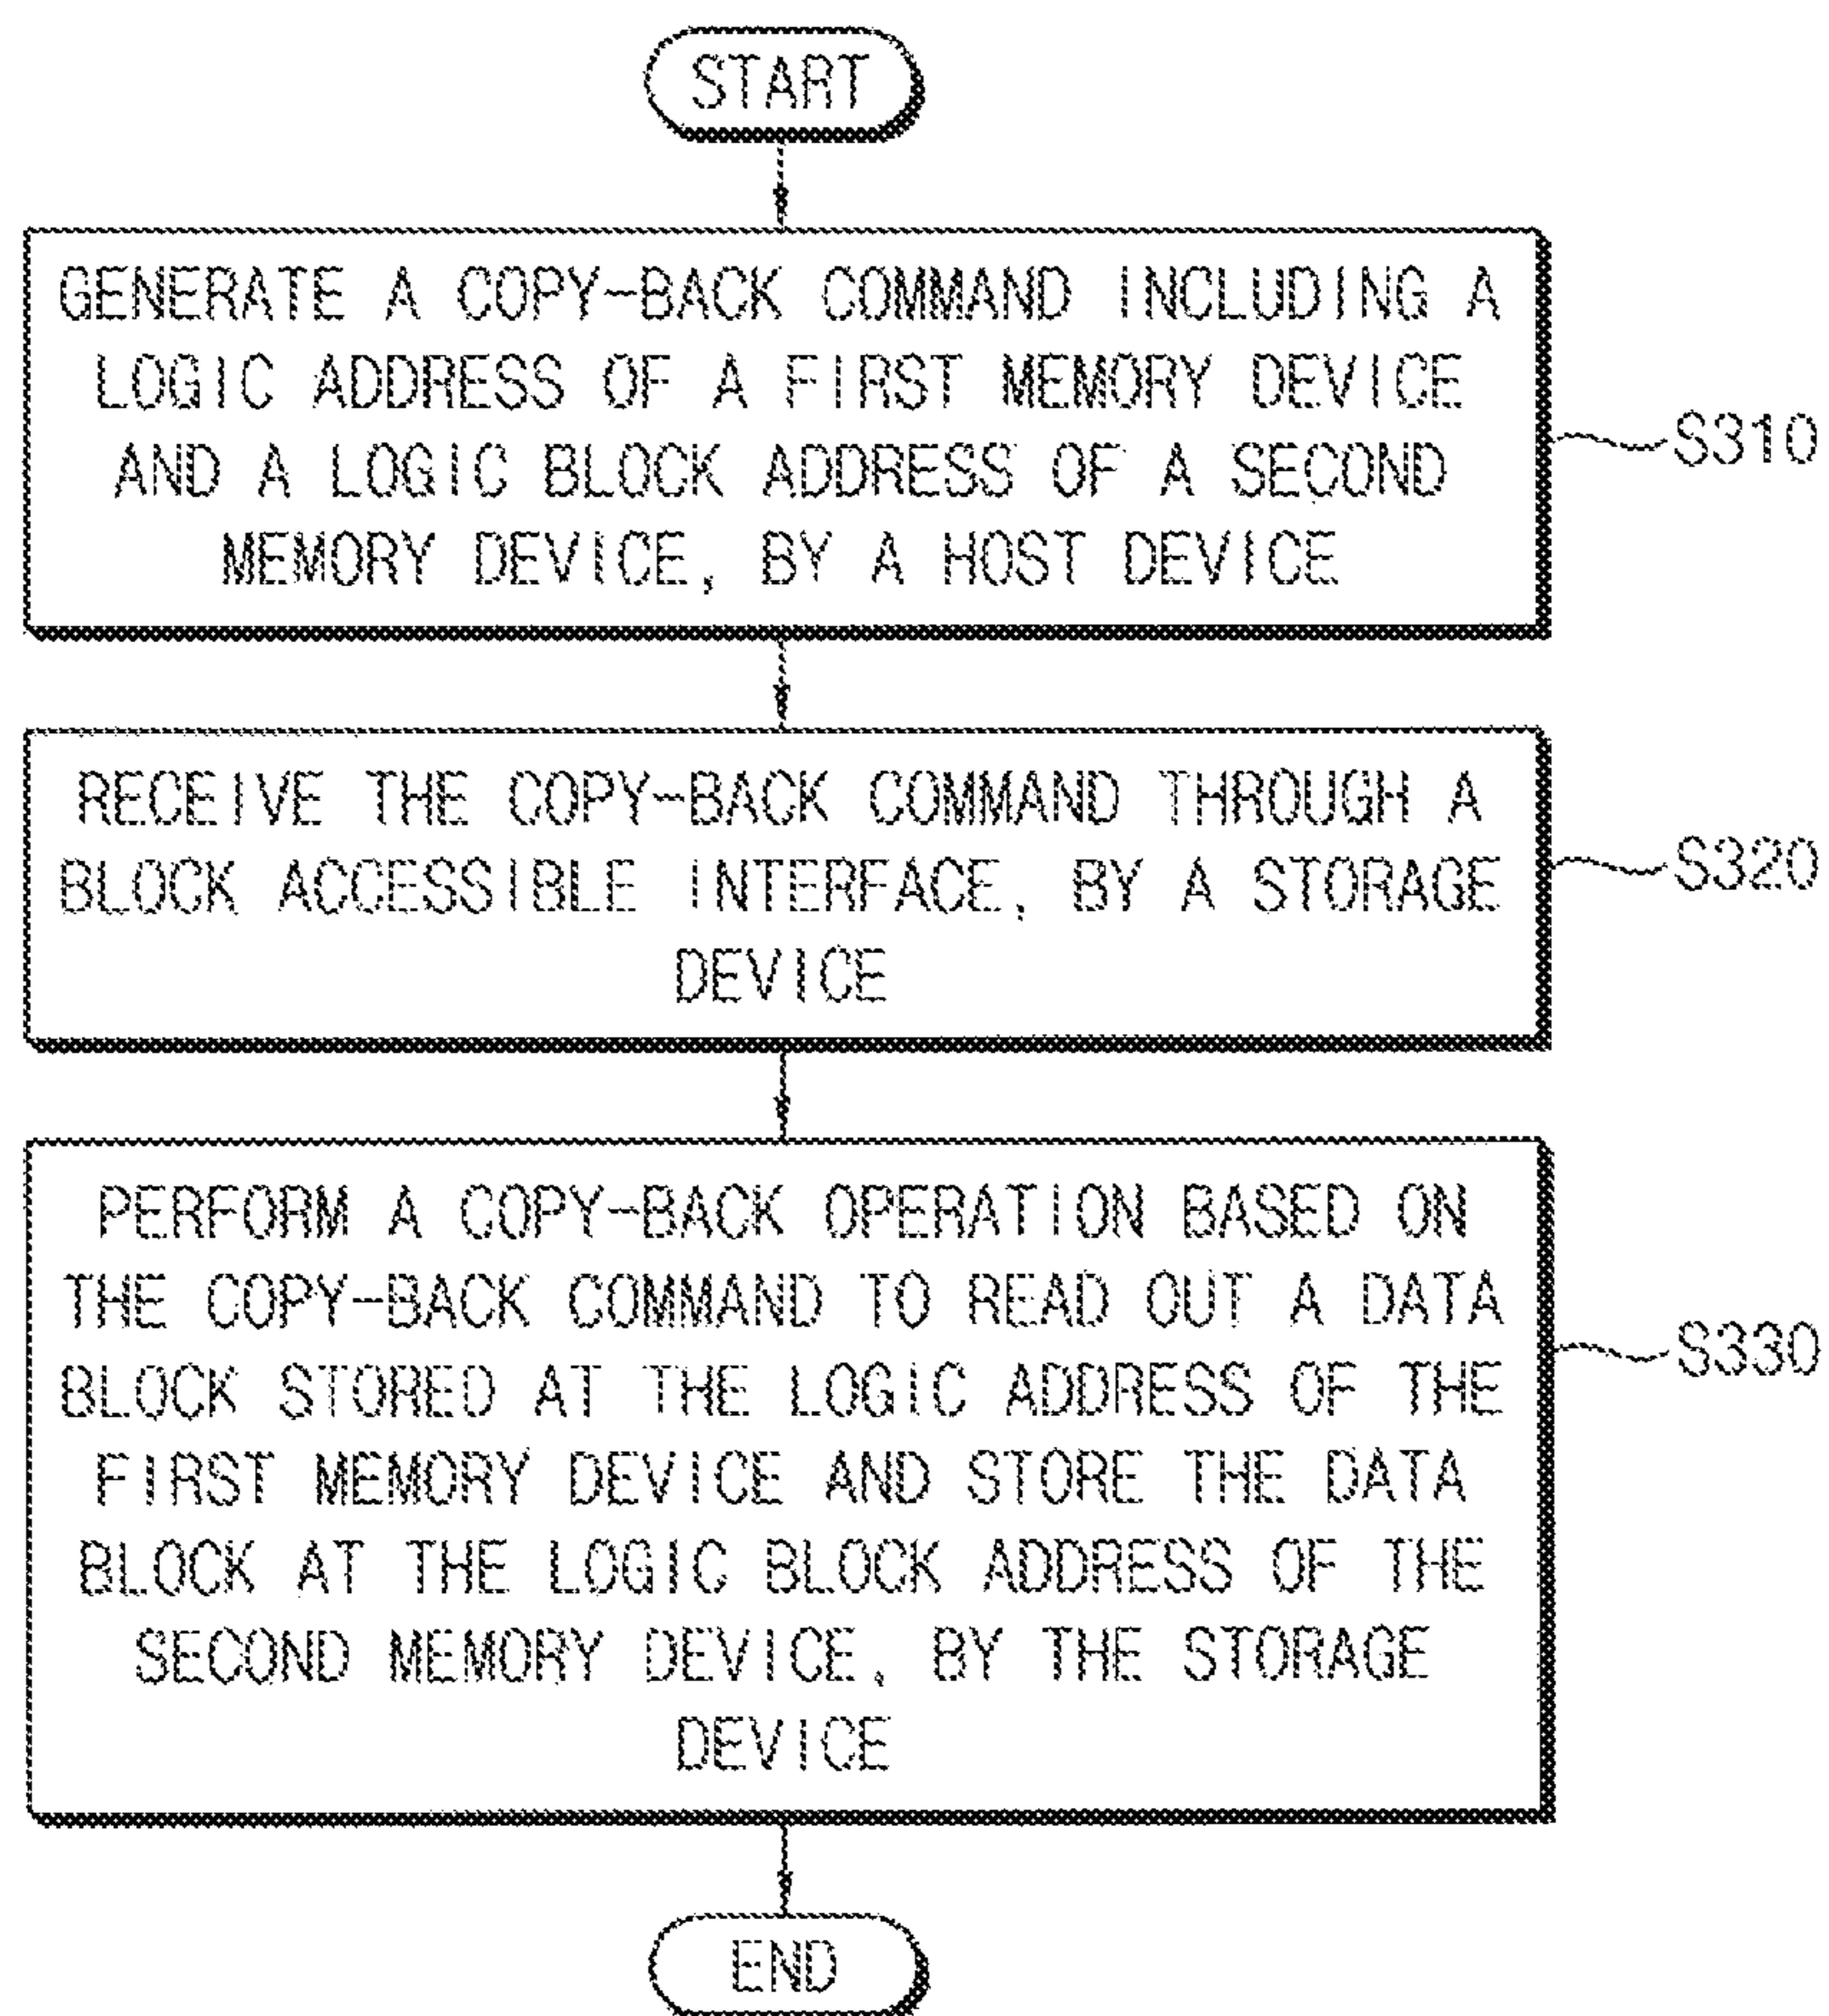 START
GENERATE A COPY-BACK COMMAND INCLUDING A
LOGIC ADDRESS OF A FIRST MEMORY DEVICE
AND A LOGIC BLOCK ADDRESS OF A SECOND
MEMORY DEVICE, BY A HOST DEVICE
S310
RECEIVE THE COPY-BACK COMMAND THROUGH A
BLOCK ACCESSIBLE INTERFACE, BY A STORAGE
DEVICE
S320
PERFORM A COPY-BACK OPERATION BASED ON
THE COPY-BACK COMMAND TO READ OUT A DATA
BLOCK STORED AT THE LOGIC ADDRESS OF THE
FIRST MEMORY DEVICE AND STORE THE DATA
BLOCK AT THE LOGIC BLOCK ADDRESS OF THE
SECOND MEMORY DEVICE, BY THE STORAGE
DEVICE
S330
END